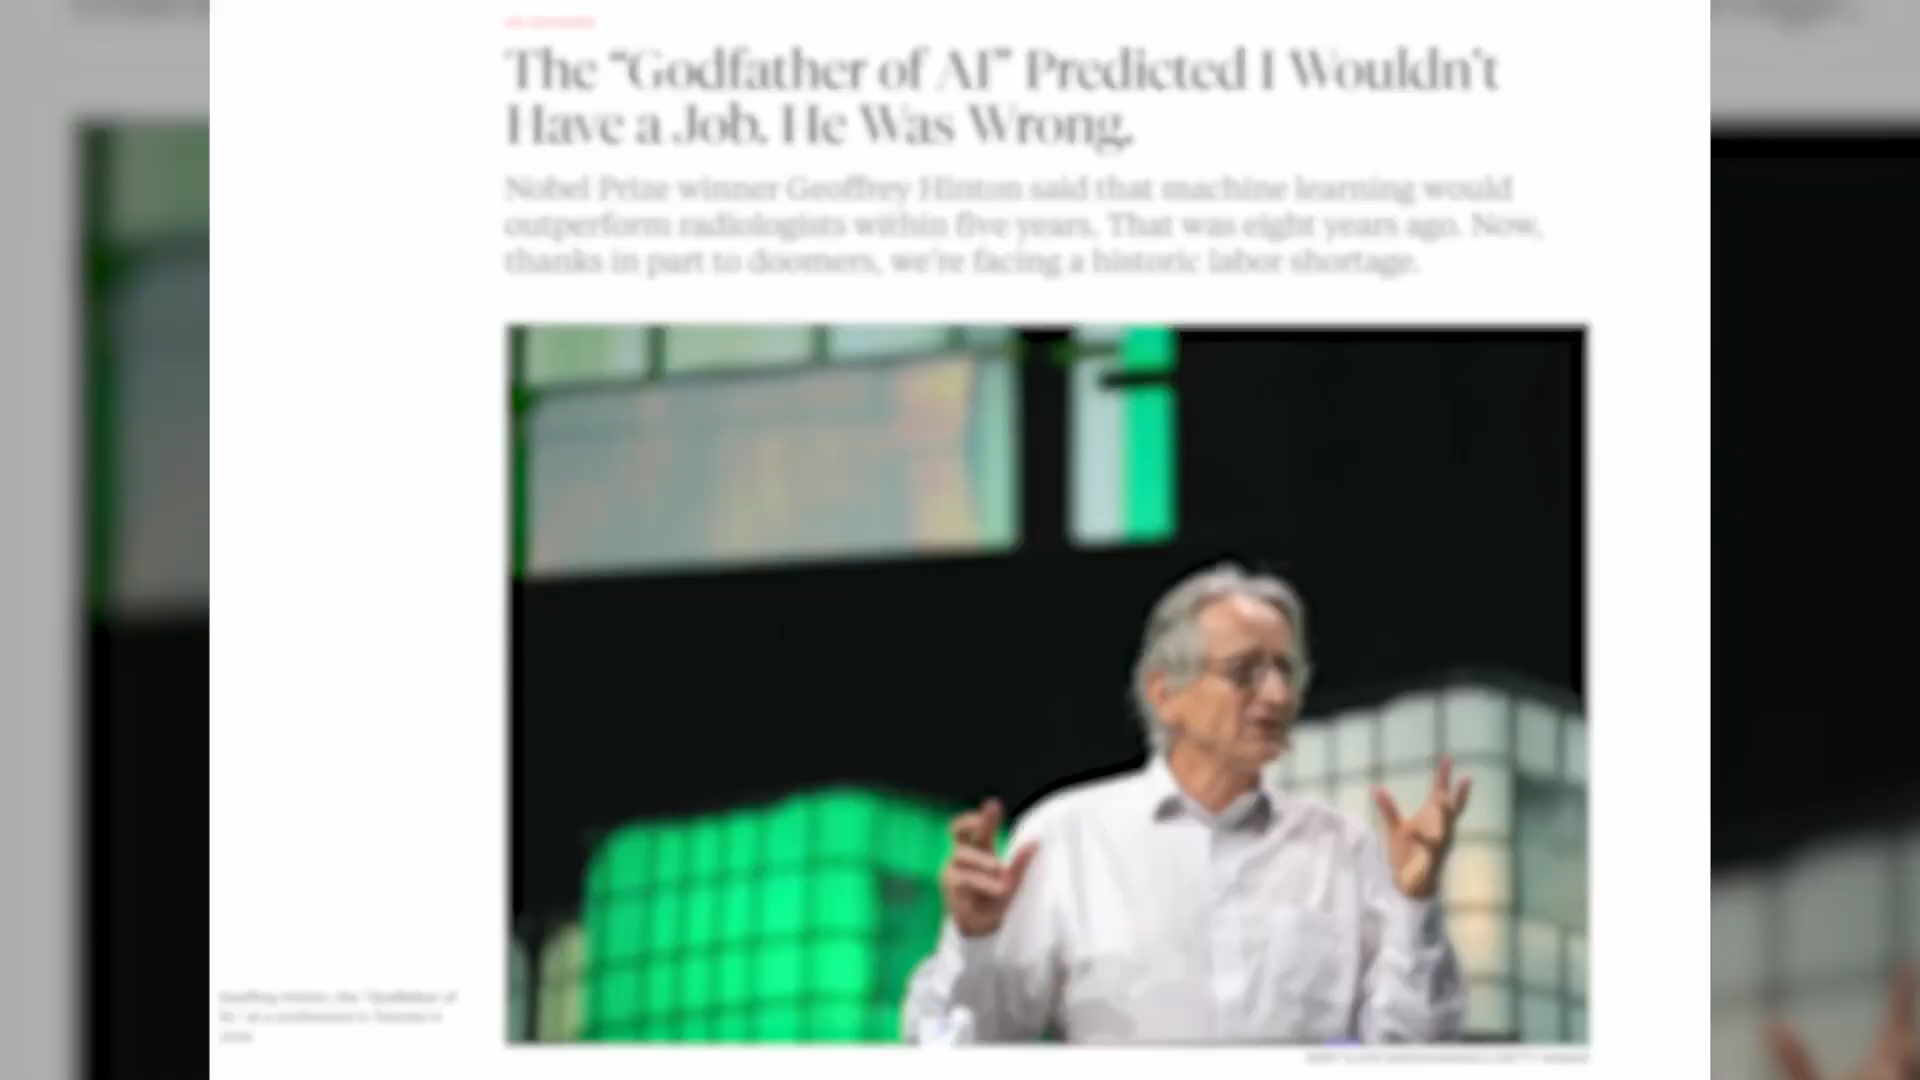 The “Godfather of AI” Predicted I Wouldn’t
Have a Job. He Was Wrong.
Nobel Prize winner Geoffrey Hinton said that machine learning would
outperform radiologists within five years. That was eight years ago. Now,
thanks in part to doomers, we’re facing a historic labor shortage.